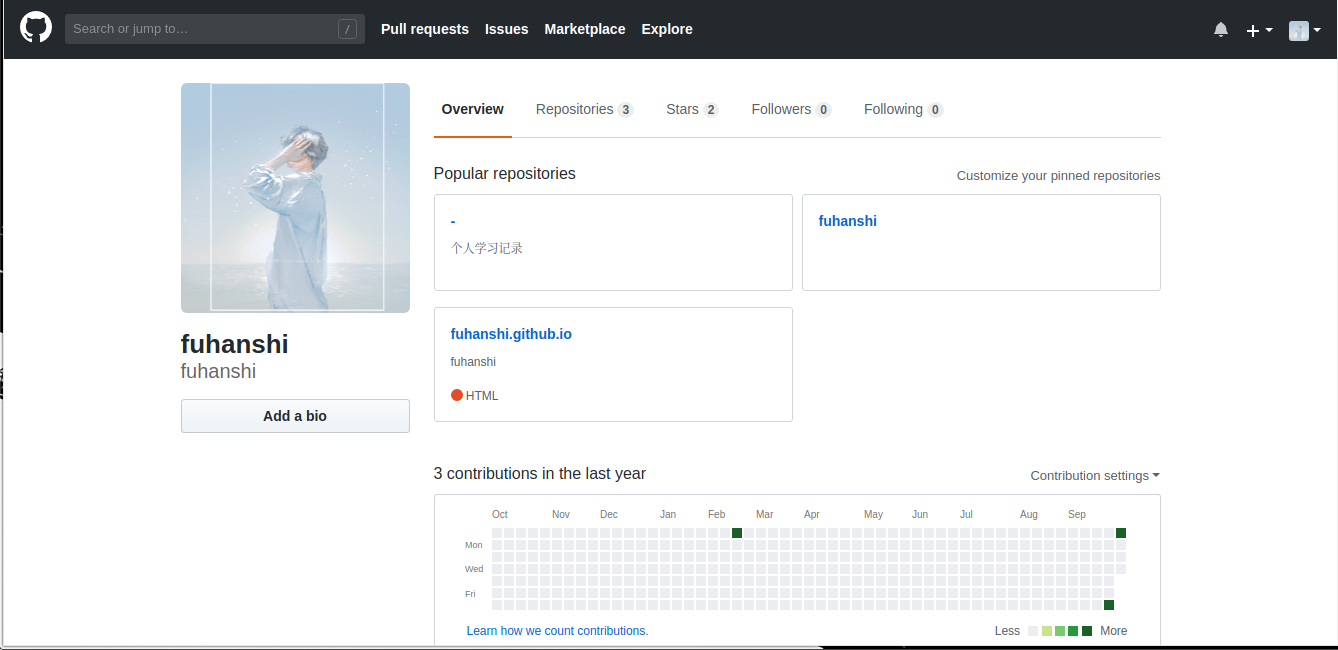 Search or jump to…
/
Pull requests Issues Marketplace Explore
Overview Repositories 3 Stars 2 Followers 0 Following 0
Popular repositories
Customize your pinned repositories
-
个人学习记录
fuhanshi
fuhanshi.github.io
fuhanshi
HTML
fuhanshi
fuhanshi
Add a bio
3 contributions in the last year
Contribution settings
Oct Nov Dec Jan Feb Mar Apr May Jun Jul Aug Sep
Mon
Wed
Fri
Learn how we count contributions.
Less More